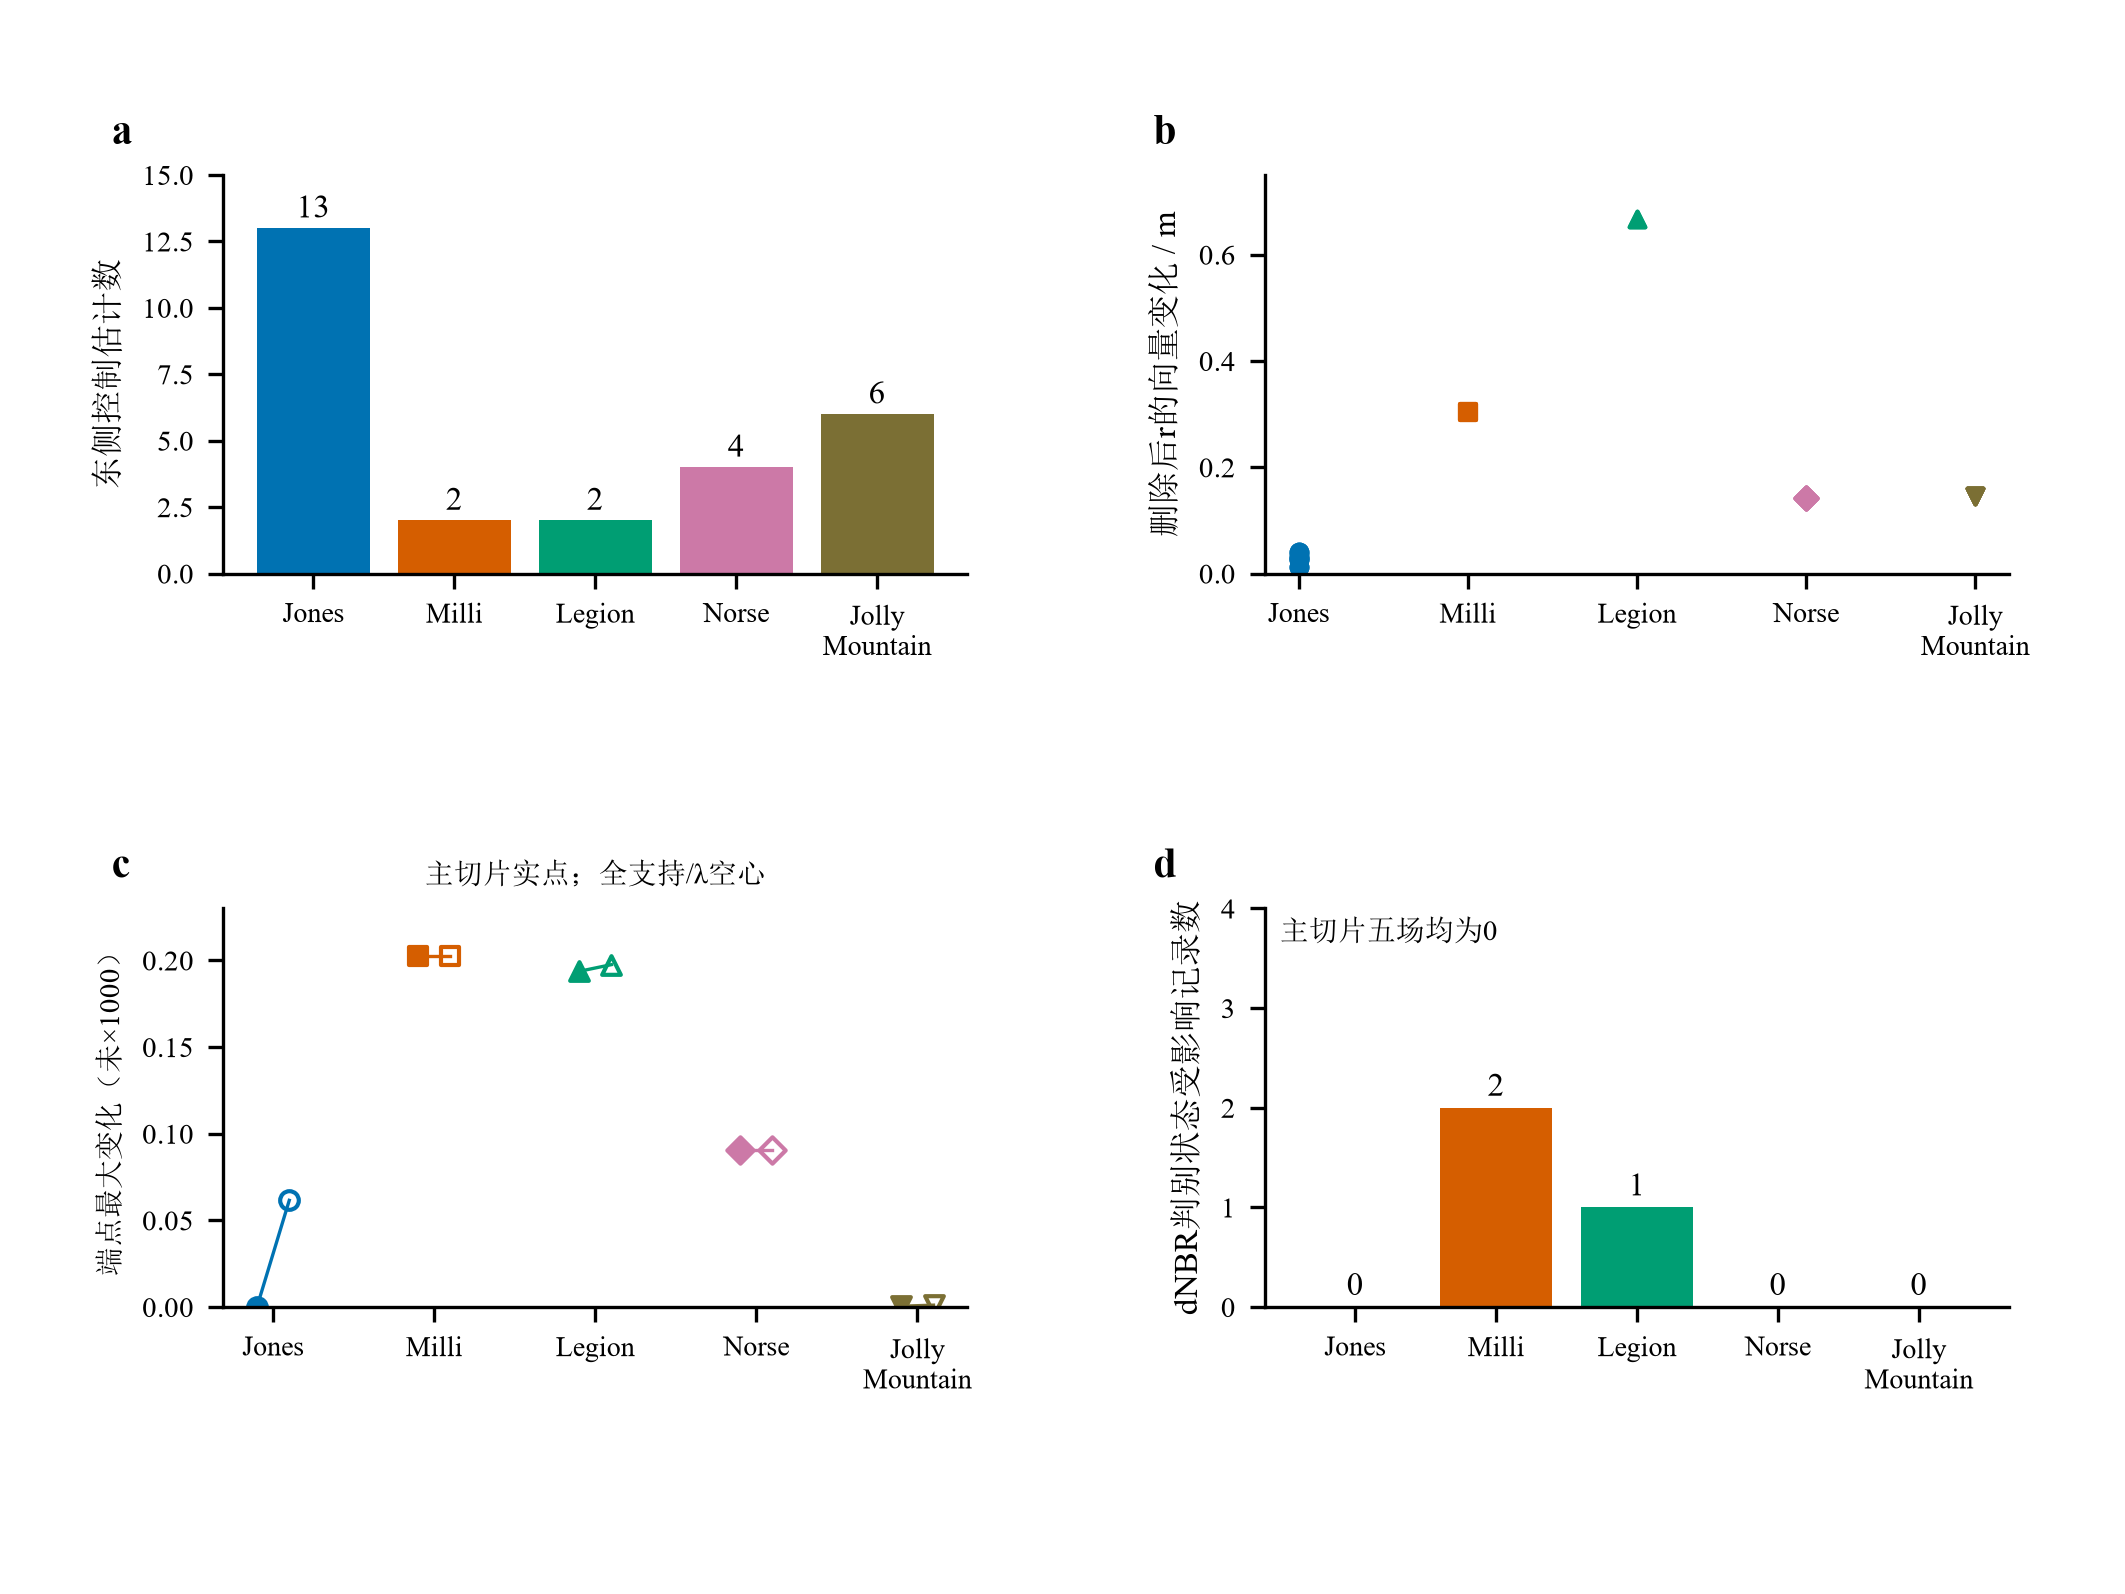 a
15.0
12.5
10.0
7.5
5.0
2.5
0.0
东侧控制估计数
13
2
2
4
6
Jones
Milli
Legion
Norse
Jolly
Mountain
b
0.6
0.4
0.2
0.0
删除后r的向量变化 / m
Jones
Milli
Legion
Norse
Jolly
Mountain
c
主切片实点；全支持/λ空心
0.20
0.15
0.10
0.05
0.00
端点最大变化（未×1000）
Jones
Milli
Legion
Norse
Jolly
Mountain
d
4
3
2
1
0
dNBR判别状态受影响记录数
主切片五场均为0
0
2
1
0
0
Jones
Milli
Legion
Norse
Jolly
Mountain